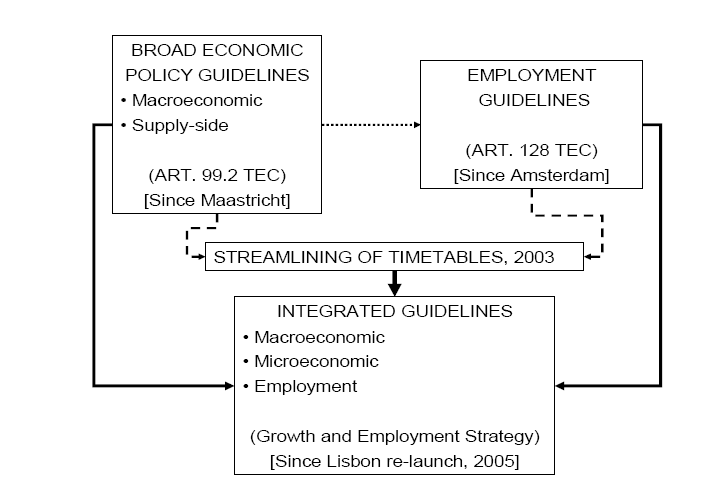 BROAD ECONOMIC
POLICY GUIDELINES
• Macroeconomic
• Supply-side
(ART. 99.2 TEC)
[Since Maastricht]
EMPLOYMENT
GUIDELINES
(ART. 128 TEC)
[Since Amsterdam]
STREAMLINING OF TIMETABLES, 2003
INTEGRATED GUIDELINES
• Macroeconomic
• Microeconomic
• Employment
(Growth and Employment Strategy)
[Since Lisbon re-launch, 2005]